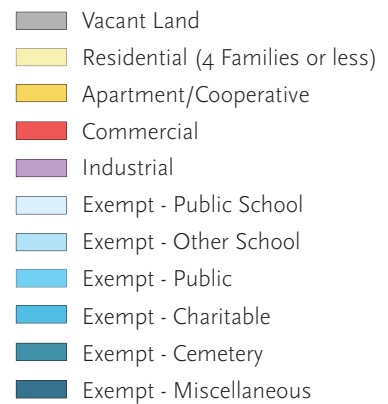 Vacant Land
Residential (4 Families or less)
Apartment/Cooperative
Commercial
Industrial
Exempt - Public School
Exempt - Other School
Exempt - Public
Exempt - Charitable
Exempt - Cemetery
Exempt - Miscellaneous